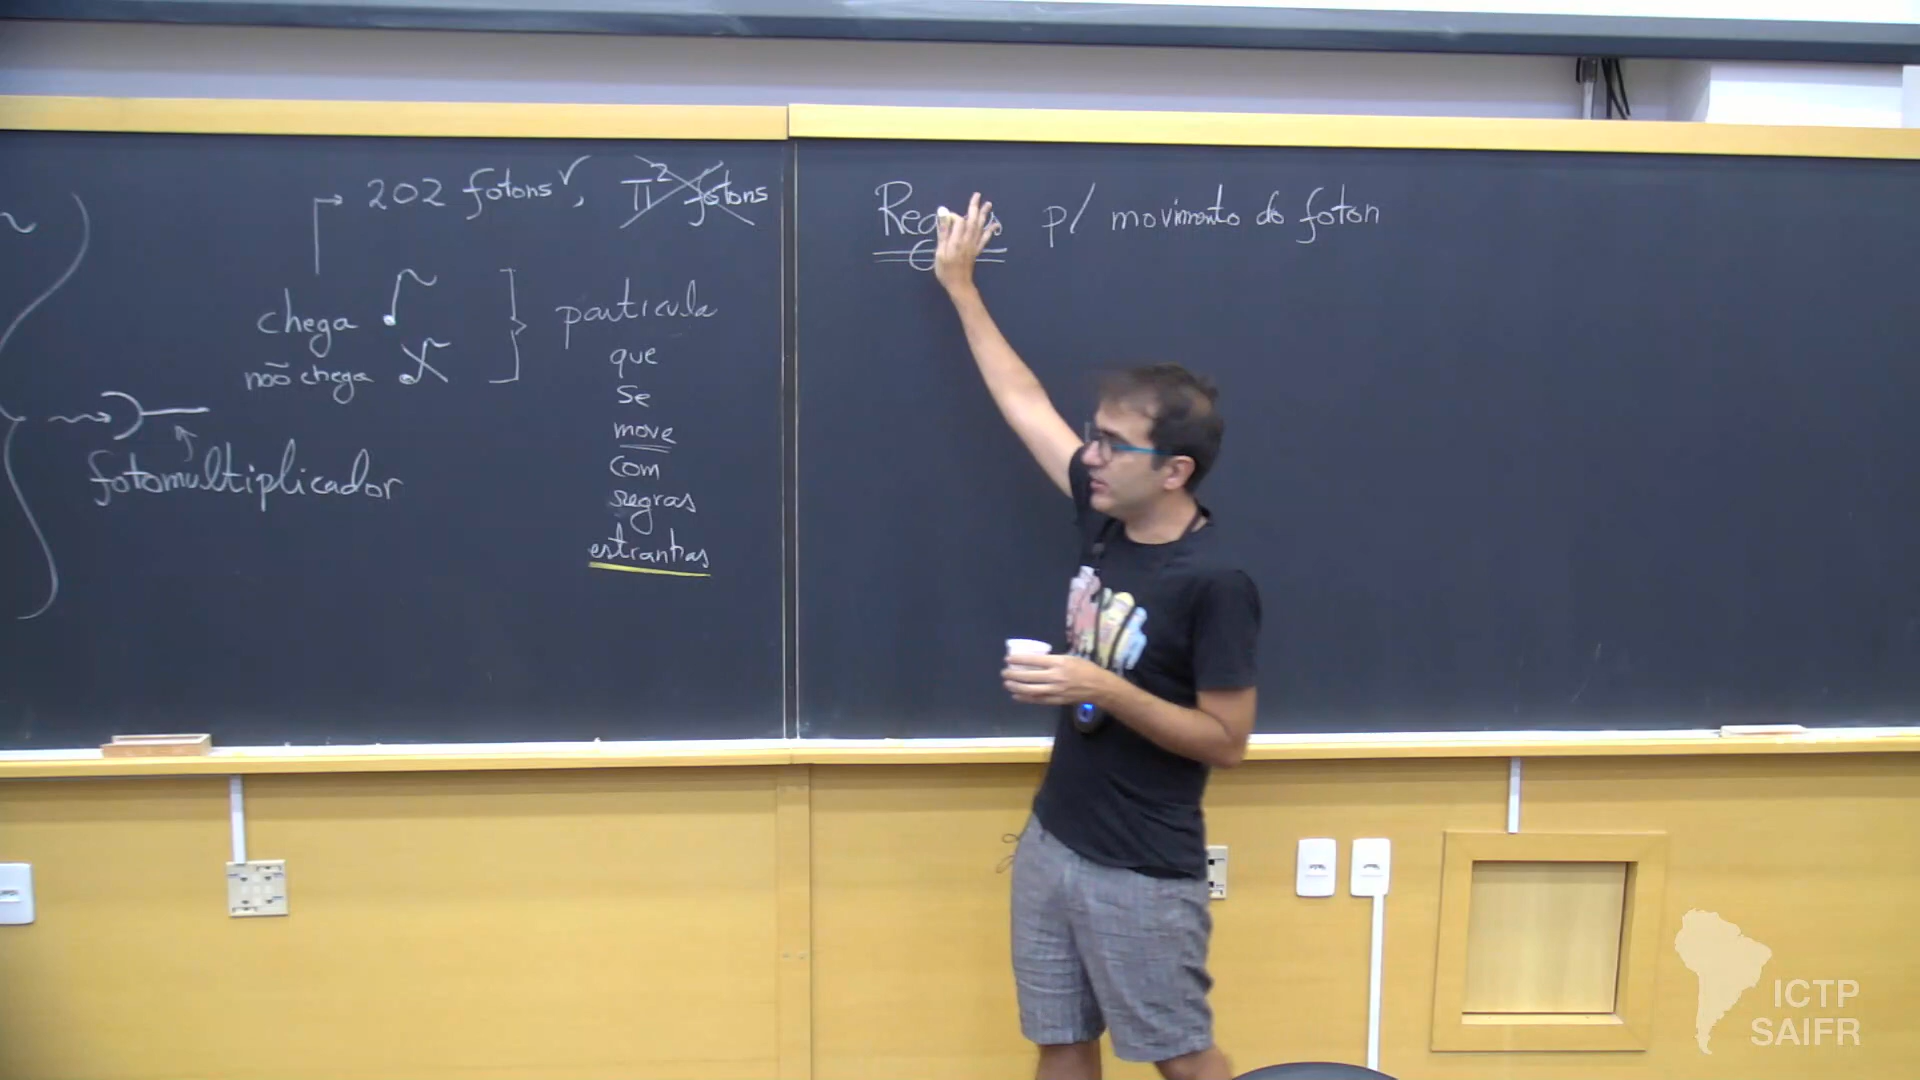 202 fotons ✓, π² fotons
chega
não chega
fotomultiplicador
partícula
que
se
move
com
regras
estranhas
p/ movimento do foton
ICTP
SAIFR